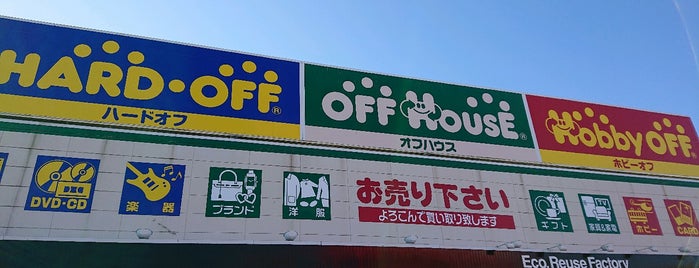 HARD・OFF®
ハードオフ
OFF HOUSE®
オフハウス
Hobby OFF®
ホビーオフ
DVD・CD
楽器
ブランド
洋服
お売り下さい
よろこんで買い取り致します
ギフト
家具&家電
ホビー
CARD
Eco.Reuse Factory